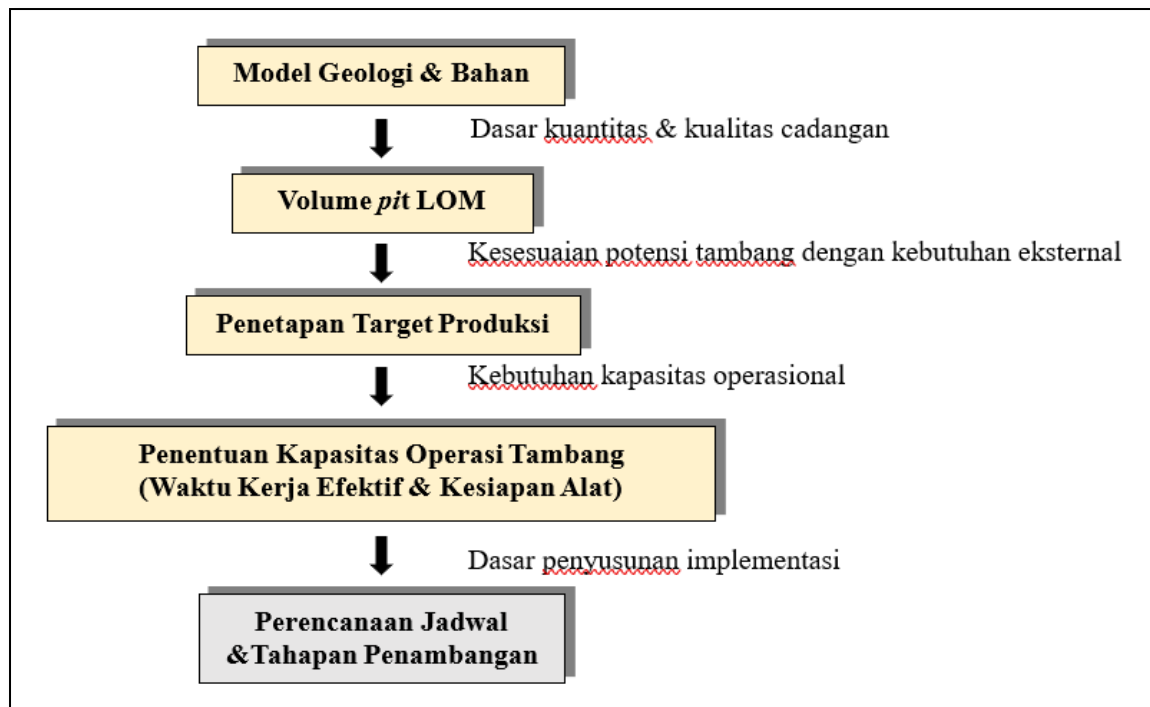 Model Geologi & Bahan
Dasar kuantitas & kualitas cadangan
Volume pit LOM
Kesesuaian potensi tambang dengan kebutuhan eksternal
Penetapan Target Produksi
Kebutuhan kapasitas operasional
Penentuan Kapasitas Operasi Tambang
(Waktu Kerja Efektif & Kesiapan Alat)
Dasar penyusunan implementasi
Perencanaan Jadwal
&Tahapan Penambangan